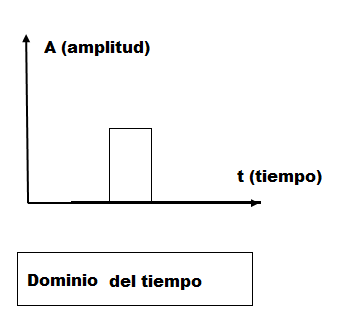 A (amplitud)
t (tiempo)
Dominio del tiempo